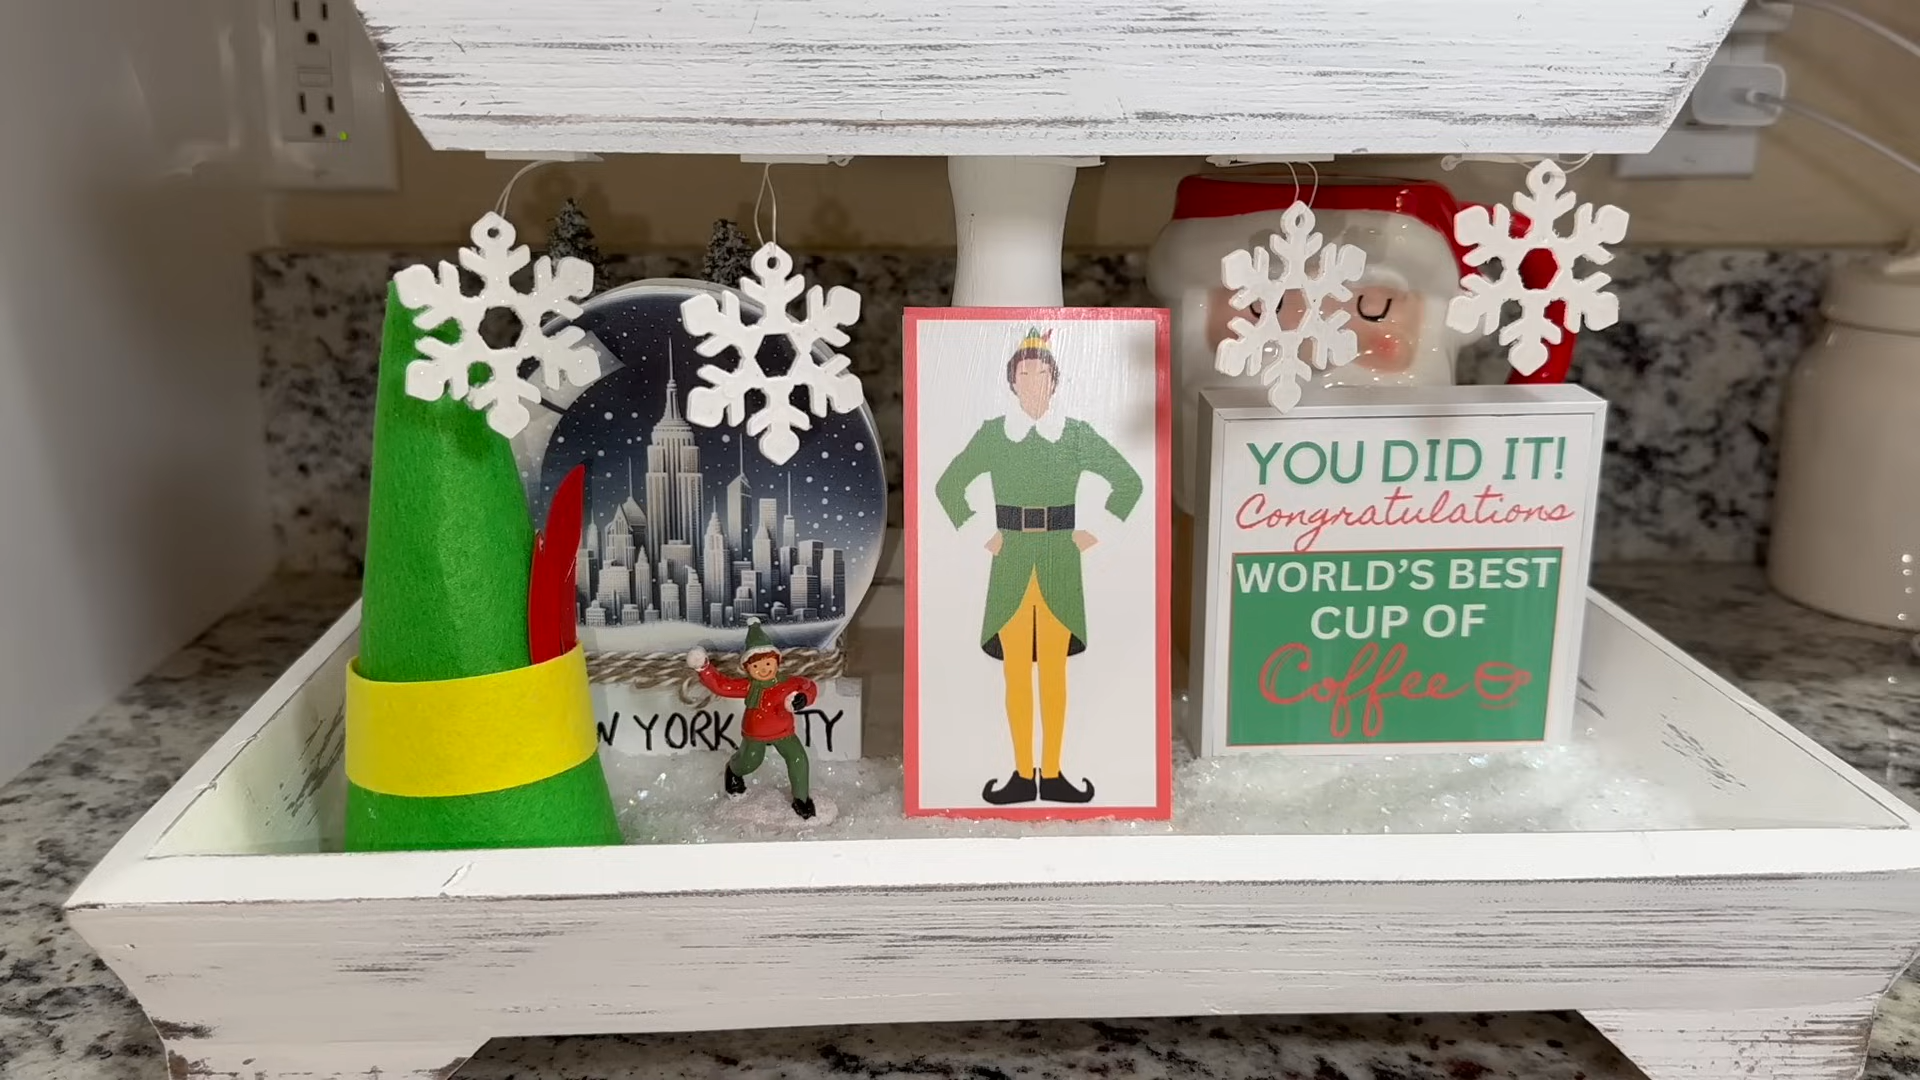 N YORK TY
YOU DID IT!
Congratulations
WORLD'S BEST
CUP OF
Coffee